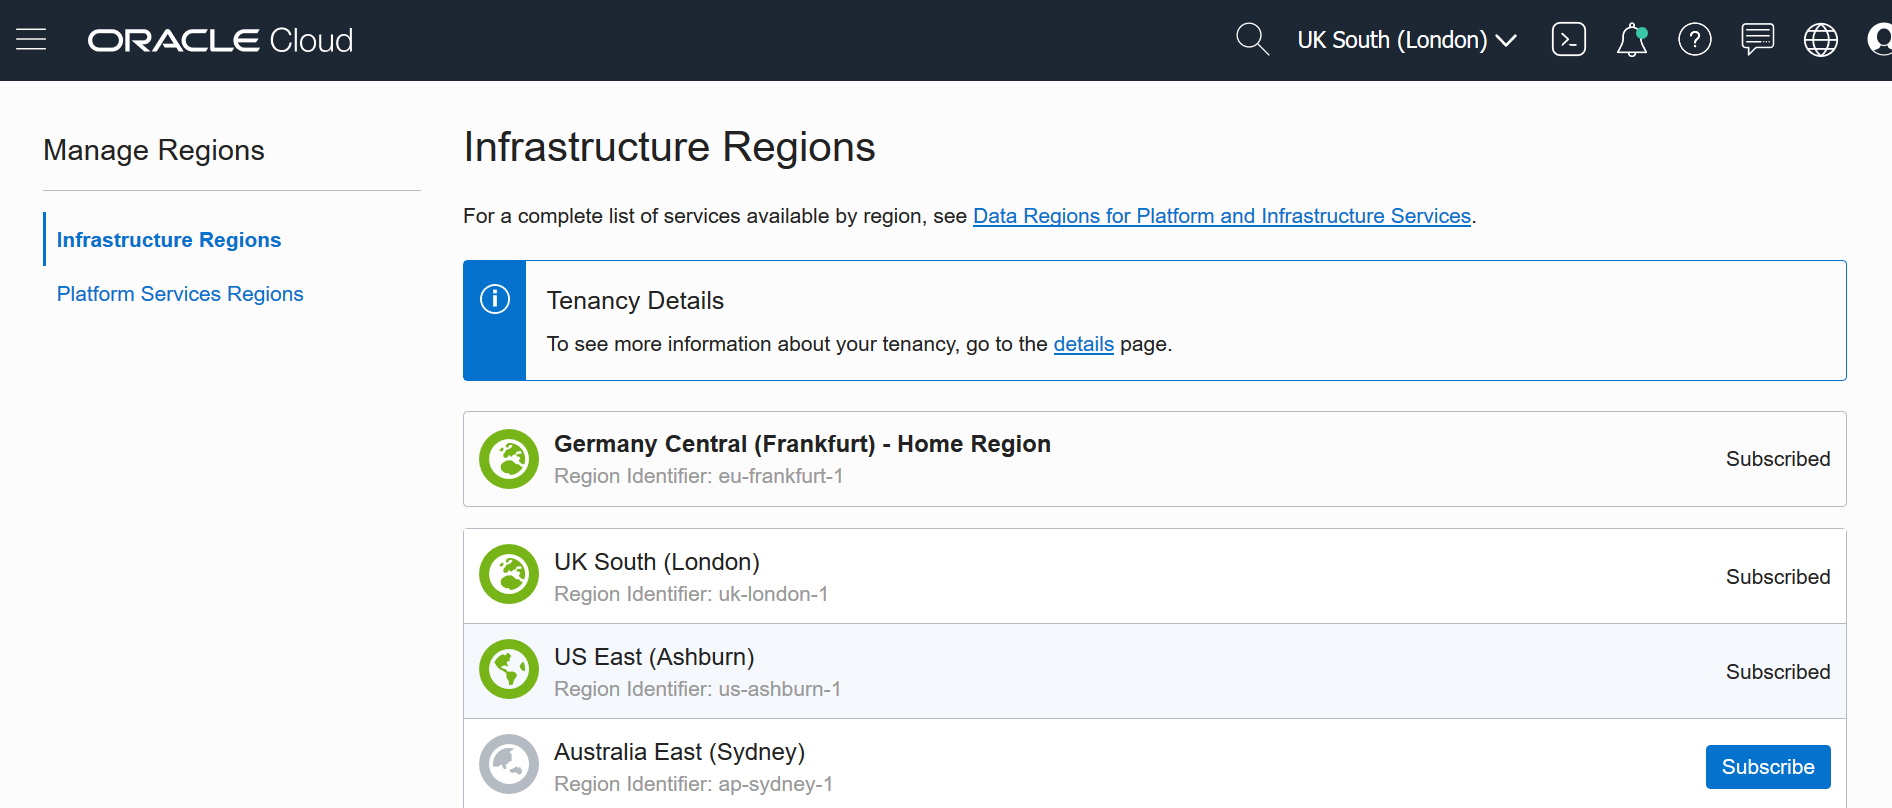 ORACLE Cloud
UK South (London)
Manage Regions
Infrastructure Regions
Platform Services Regions
Infrastructure Regions
For a complete list of services available by region, see Data Regions for Platform and Infrastructure Services.
Tenancy Details
To see more information about your tenancy, go to the details page.
Germany Central (Frankfurt) - Home Region
Region Identifier: eu-frankfurt-1
Subscribed
UK South (London)
Region Identifier: uk-london-1
Subscribed
US East (Ashburn)
Region Identifier: us-ashburn-1
Subscribed
Australia East (Sydney)
Region Identifier: ap-sydney-1
Subscribe